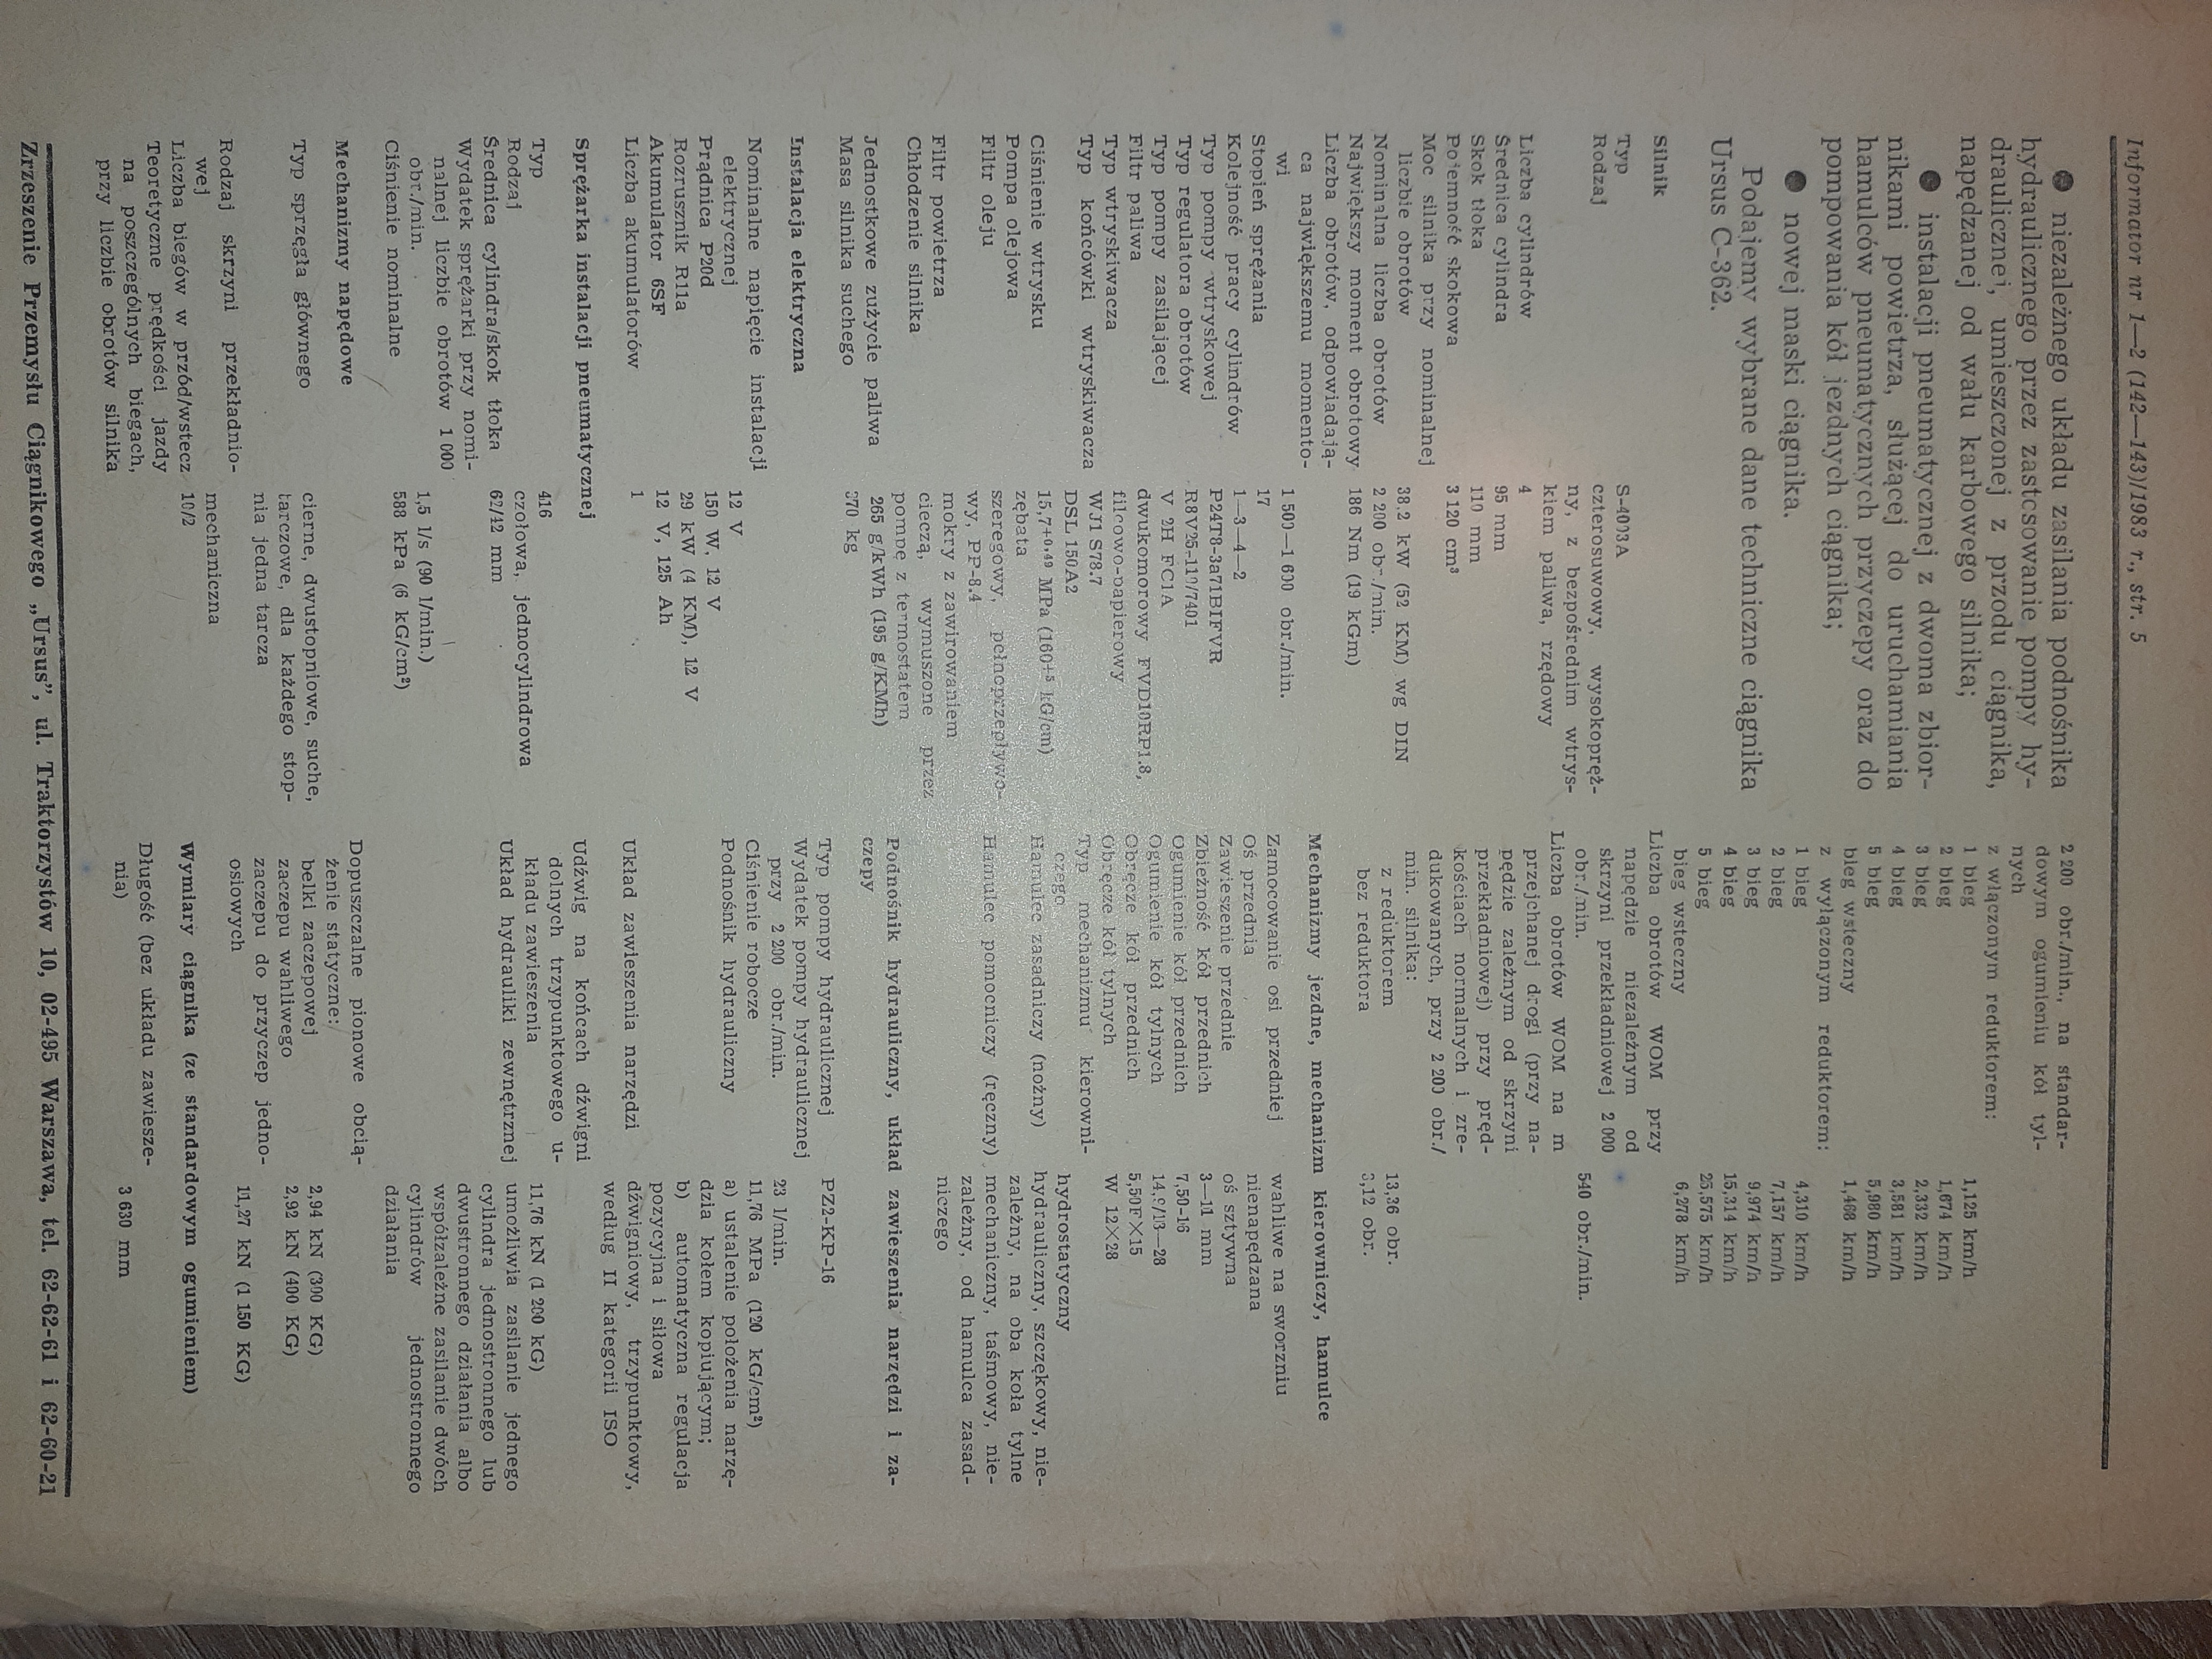 Informator nr 1—2 (142—143)/1983 r., str. 5
● niezależnego układu zasilania podnośnika
hydraulicznego przez zastosowanie pompy hy-
draulicznej, umieszczonej z przodu ciągnika,
napędzanej od wału karbowego silnika;
● instalacji pneumatycznej z dwoma zbior-
nikami powietrza, służącej do uruchamiania
hamulców pneumatycznych przyczepy oraz do
pompowania kół jezdnych ciągnika;
● nowej maski ciągnika.
Podajemy wybrane dane techniczne ciągnika
Ursus C-362.
Silnik
Typ S-4003A
Rodzaj czterosuwowy, wysokopręż-
ny, z bezpośrednim wtrys-
kiem paliwa, rzędowy
Liczba cylindrów 4
Średnica cylindra 95 mm
Skok tłoka 110 mm
Pojemność skokowa 3 120 cm³
Moc silnika przy nominalnej
liczbie obrotów 38,2 kW (52 KM) wg DIN
Nominalna liczba obrotów 2 200 obr./min.
Największy moment obrotowy 186 Nm (19 kGm)
Liczba obrotów, odpowiadają-
ca największemu momento-
wi 1 500—1 600 obr./min.
Stopień sprężania 17
Kolejność pracy cylindrów 1—3—4—2
Typ pompy wtryskowej P24T8-3a71BIFVR
Typ regulatora obrotów R8V25-110/7401
Typ pompy zasilającej V 2H FC1A
Filtr paliwa dwukomorowy FVD10RP1.8,
filcowo-papierowy
Typ wtryskiwacza WJ1 S78.7
Typ końcówki wtryskiwacza DSL 150A2
Ciśnienie wtrysku 15,7+0,49 MPa (160+5 kG/cm)
Pompa olejowa zębata
Filtr oleju szeregowy, pełnoprzepływo-
wy, PP-8.4
Filtr powietrza mokry z zawirowaniem
Chłodzenie silnika cieczą, wymuszone przez
pompę z termostatem
Jednostkowe zużycie paliwa 265 g/kWh (195 g/KMh)
Masa silnika suchego 370 kg
Instalacja elektryczna
Nominalne napięcie instalacji
elektrycznej 12 V
Prądnica P20d 150 W, 12 V
Rozrusznik R11a 29 kW (4 KM), 12 V
Akumulator 6SF 12 V, 125 Ah
Liczba akumulatorów 1
Sprężarka instalacji pneumatycznej
Typ 416
Rodzaj czołowa, jednocylindrowa
Średnica cylindra/skok tłoka 62/42 mm
Wydatek sprężarki przy nomi-
nalnej liczbie obrotów 1 000
obr./min. 1,5 l/s (90 l/min.)
Ciśnienie nominalne 588 kPa (6 kG/cm²)
Mechanizmy napędowe
Typ sprzęgła głównego cierne, dwustopniowe, suche,
tarczowe, dla każdego stop-
nia jedna tarcza
Rodzaj skrzyni przekładnio-
wej mechaniczna
Liczba biegów w przód/wstecz 10/2
Teoretyczne prędkości jazdy
na poszczególnych biegach,
przy liczbie obrotów silnika
2 200 obr./min., na standar-
dowym ogumieniu kół tyl-
nych
z włączonym reduktorem:
1 bieg 1,125 km/h
2 bieg 1,674 km/h
3 bieg 2,332 km/h
4 bieg 3,581 km/h
5 bieg 5,980 km/h
bieg wsteczny 1,468 km/h
z wyłączonym reduktorem:
1 bieg 4,310 km/h
2 bieg 7,157 km/h
3 bieg 9,974 km/h
4 bieg 15,314 km/h
5 bieg 25,575 km/h
bieg wsteczny 6,278 km/h
Liczba obrotów WOM przy
napędzie niezależnym od
skrzyni przekładniowej 2 000
obr./min. 540 obr./min.
Liczba obrotów WOM na m
przejchanej drogi (przy na-
pędzie zależnym od skrzyni
przekładniowej) przy pręd-
kościach normalnych i zre-
dukowanych, przy 2 200 obr./
min. silnika:
z reduktorem 13,36 obr.
bez reduktora 3,12 obr.
Mechanizmy jezdne, mechanizm kierowniczy, hamulce
Zamocowanie osi przedniej wahliwe na sworzniu
Oś przednia nienapędzana
Zawieszenie przednie oś sztywna
Zbieżność kół przednich 3—11 mm
Ogumienie kół przednich 7,50-16
Ogumienie kół tylnych 14,9/13—28
Obręcze kół przednich 5,50F×15
Obręcze kół tylnych W 12×28
Typ mechanizmu kierowni-
czego hydrostatyczny
Hamulec zasadniczy (nożny) hydrauliczny, szczękowy, nie-
zależny, na oba koła tylne
Hamulec pomocniczy (ręczny) mechaniczny, taśmowy, nie-
zależny, od hamulca zasad-
niczego
Podnośnik hydrauliczny, układ zawieszenia narzędzi i za-
czepy
Typ pompy hydraulicznej PZ2-KP-16
Wydatek pompy hydraulicznej
przy 2 200 obr./min. 23 l/min.
Ciśnienie robocze 11,76 MPa (120 kG/cm²)
Podnośnik hydrauliczny a) ustalenie położenia narzę-
dzia kołem kopiującym;
b) automatyczna regulacja
pozycyjna i siłowa
Układ zawieszenia narzędzi dźwigniowy, trzypunktowy,
według II kategorii ISO
Udźwig na końcach dźwigni
dolnych trzypunktowego u-
kładu zawieszenia 11,76 kN (1 200 kG)
Układ hydrauliki zewnętrznej umożliwia zasilanie jednego
cylindra jednostronnego lub
dwustronnego działania albo
współzależne zasilanie dwóch
cylindrów jednostronnego
działania
Dopuszczalne pionowe obcią-
żenie statyczne:
belki zaczepowej 2,94 kN (300 KG)
zaczepu wahliwego 2,92 kN (400 KG)
zaczepu do przyczep jedno-
osiowych 11,27 kN (1 150 KG)
Wymiary ciągnika (ze standardowym ogumieniem)
Długość (bez układu zawiesze-
nia) 3 630 mm
Zrzeszenie Przemysłu Ciągnikowego „Ursus”, ul. Traktorzystów 10, 02-495 Warszawa, tel. 62-62-61 i 62-60-21